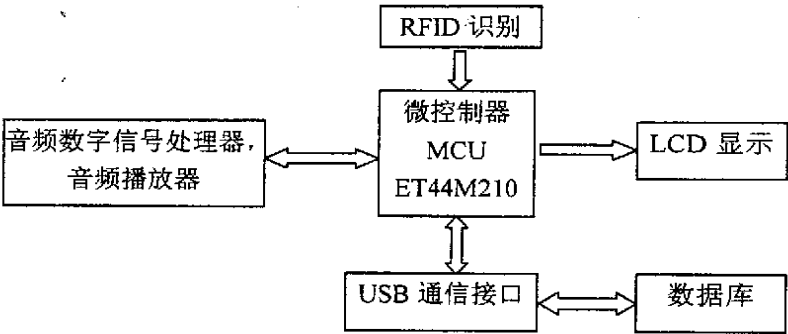 RFID 识别
音频数字信号处理器，
音频播放器
微控制器
MCU
ET44M210
LCD 显示
USB 通信接口
数据库